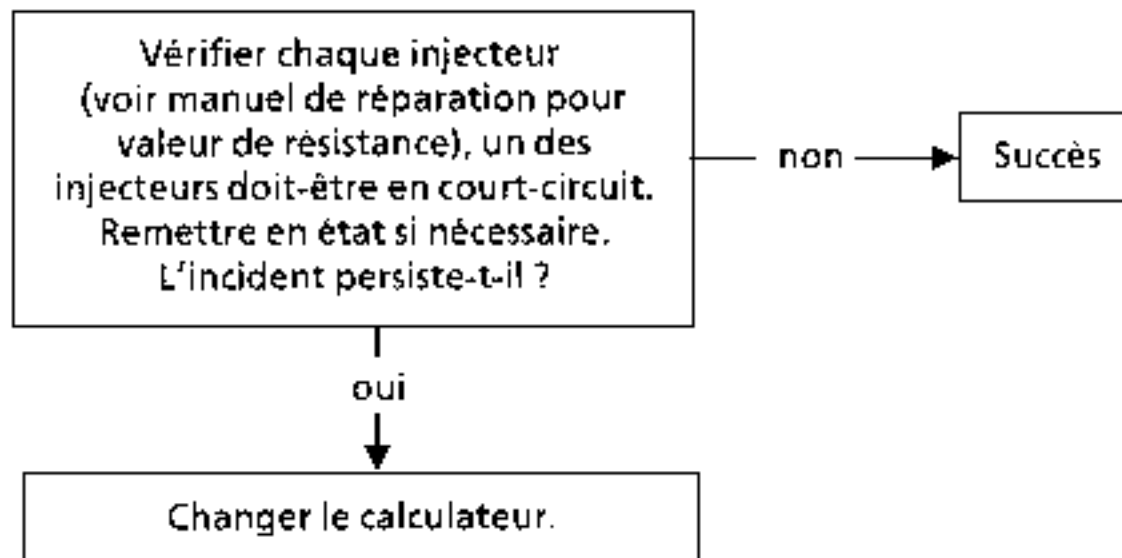 Vérifier chaque injecteur
(voir manuel de réparation pour
valeur de résistance), un des
injecteurs doit-être en court-circuit.
Remettre en état si nécessaire.
L'incident persiste-t-il ?
non
Succès
oui
Changer le calculateur.